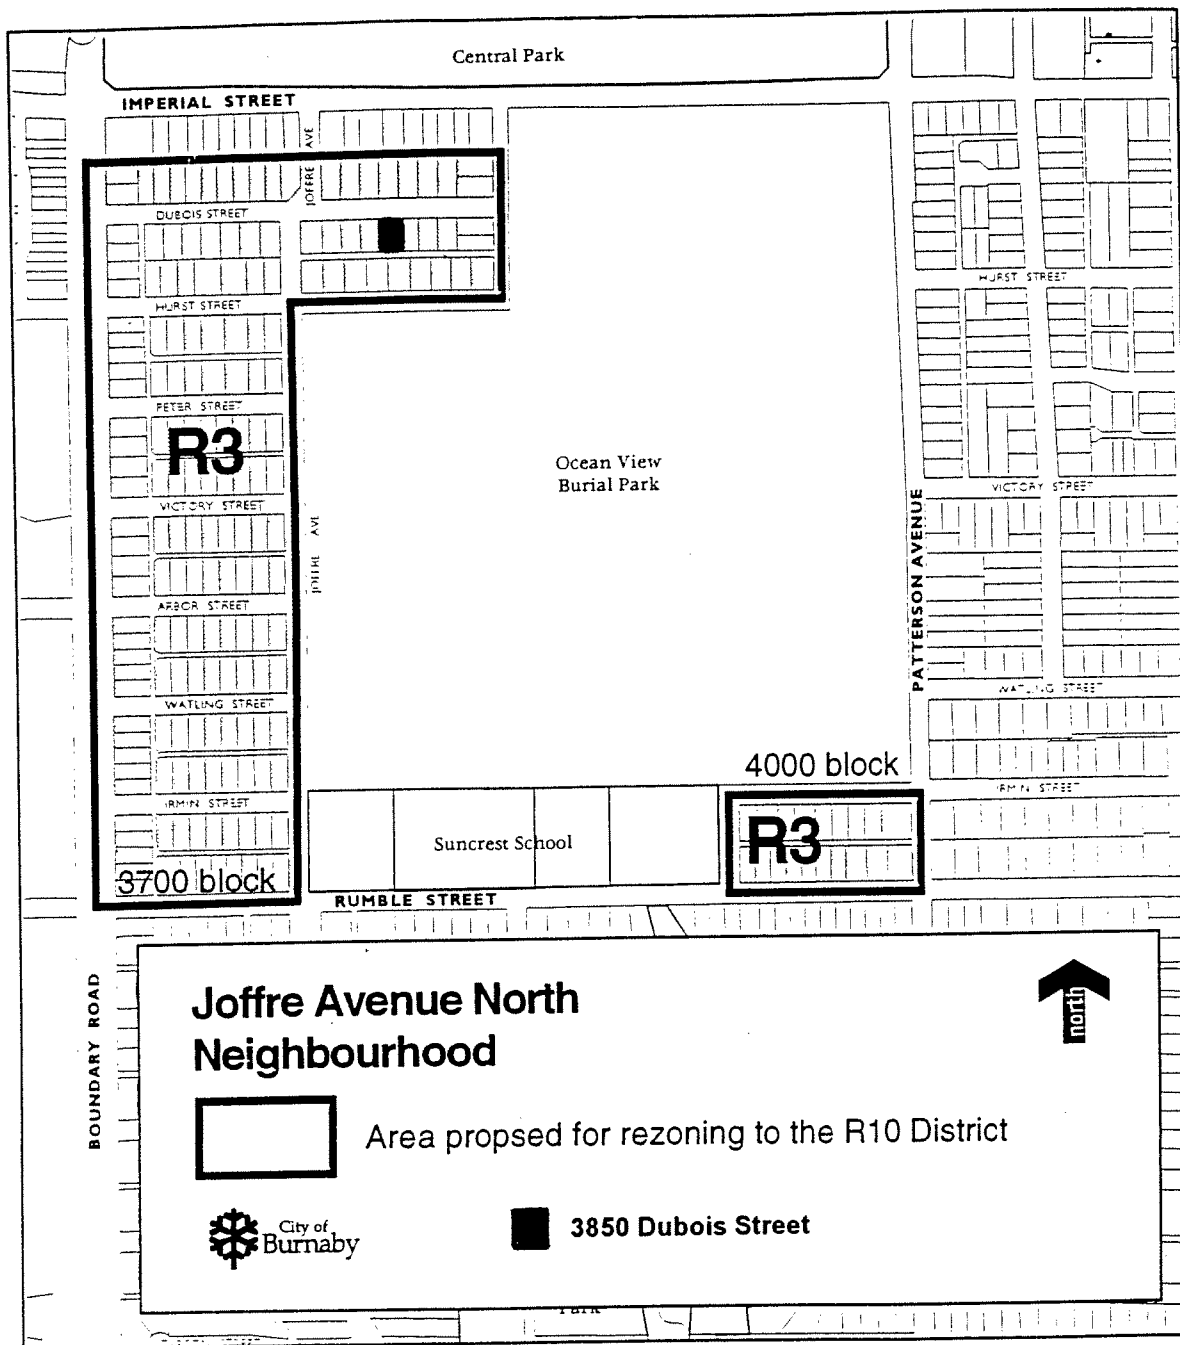 Central Park
IMPERIAL STREET
JOFFRE AVE
DUBOIS STREET
HURST STREET
HURST STREET
PETER STREET
R3
Ocean View
Burial Park
VICTORY STREET
VICTORY STREET
JOFFRE AVE
PATTERSON AVENUE
ARBOR STREET
WATLING STREET
WATLING STREET
4000 block
IRMIN STREET
IRMIN STREET
Suncrest School
R3
3700 block
RUMBLE STREET
BOUNDARY ROAD
Joffre Avenue North
Neighbourhood
north
Area propsed for rezoning to the R10 District
City of
Burnaby
3850 Dubois Street
Park